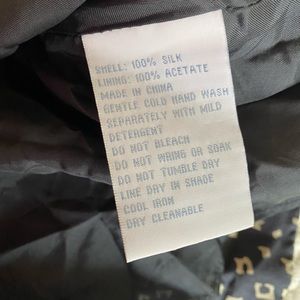 SHELL: 100% SILK
LINING: 100% ACETATE
MADE IN CHINA
GENTLE COLD HAND WASH
SEPARATELY WITH MILD
DETERGENT
DO NOT BLEACH
DO NOT WRING OR SOAK
DO NOT TUMBLE DRY
LINE DRY IN SHADE
COOL IRON
DRY CLEANABLE